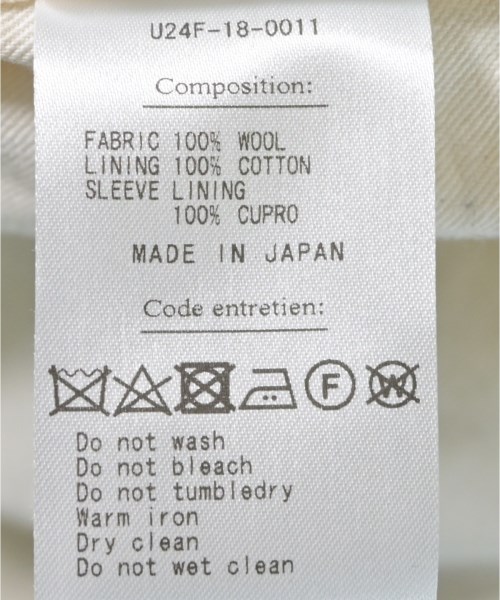 U24F-18-0011
Composition:
FABRIC 100% WOOL
LINING 100% COTTON
SLEEVE LINING
100% CUPRO
MADE IN JAPAN
Code entretien:
F W
Do not wash
Do not bleach
Do not tumbledry
Warm iron
Dry clean
Do not wet clean